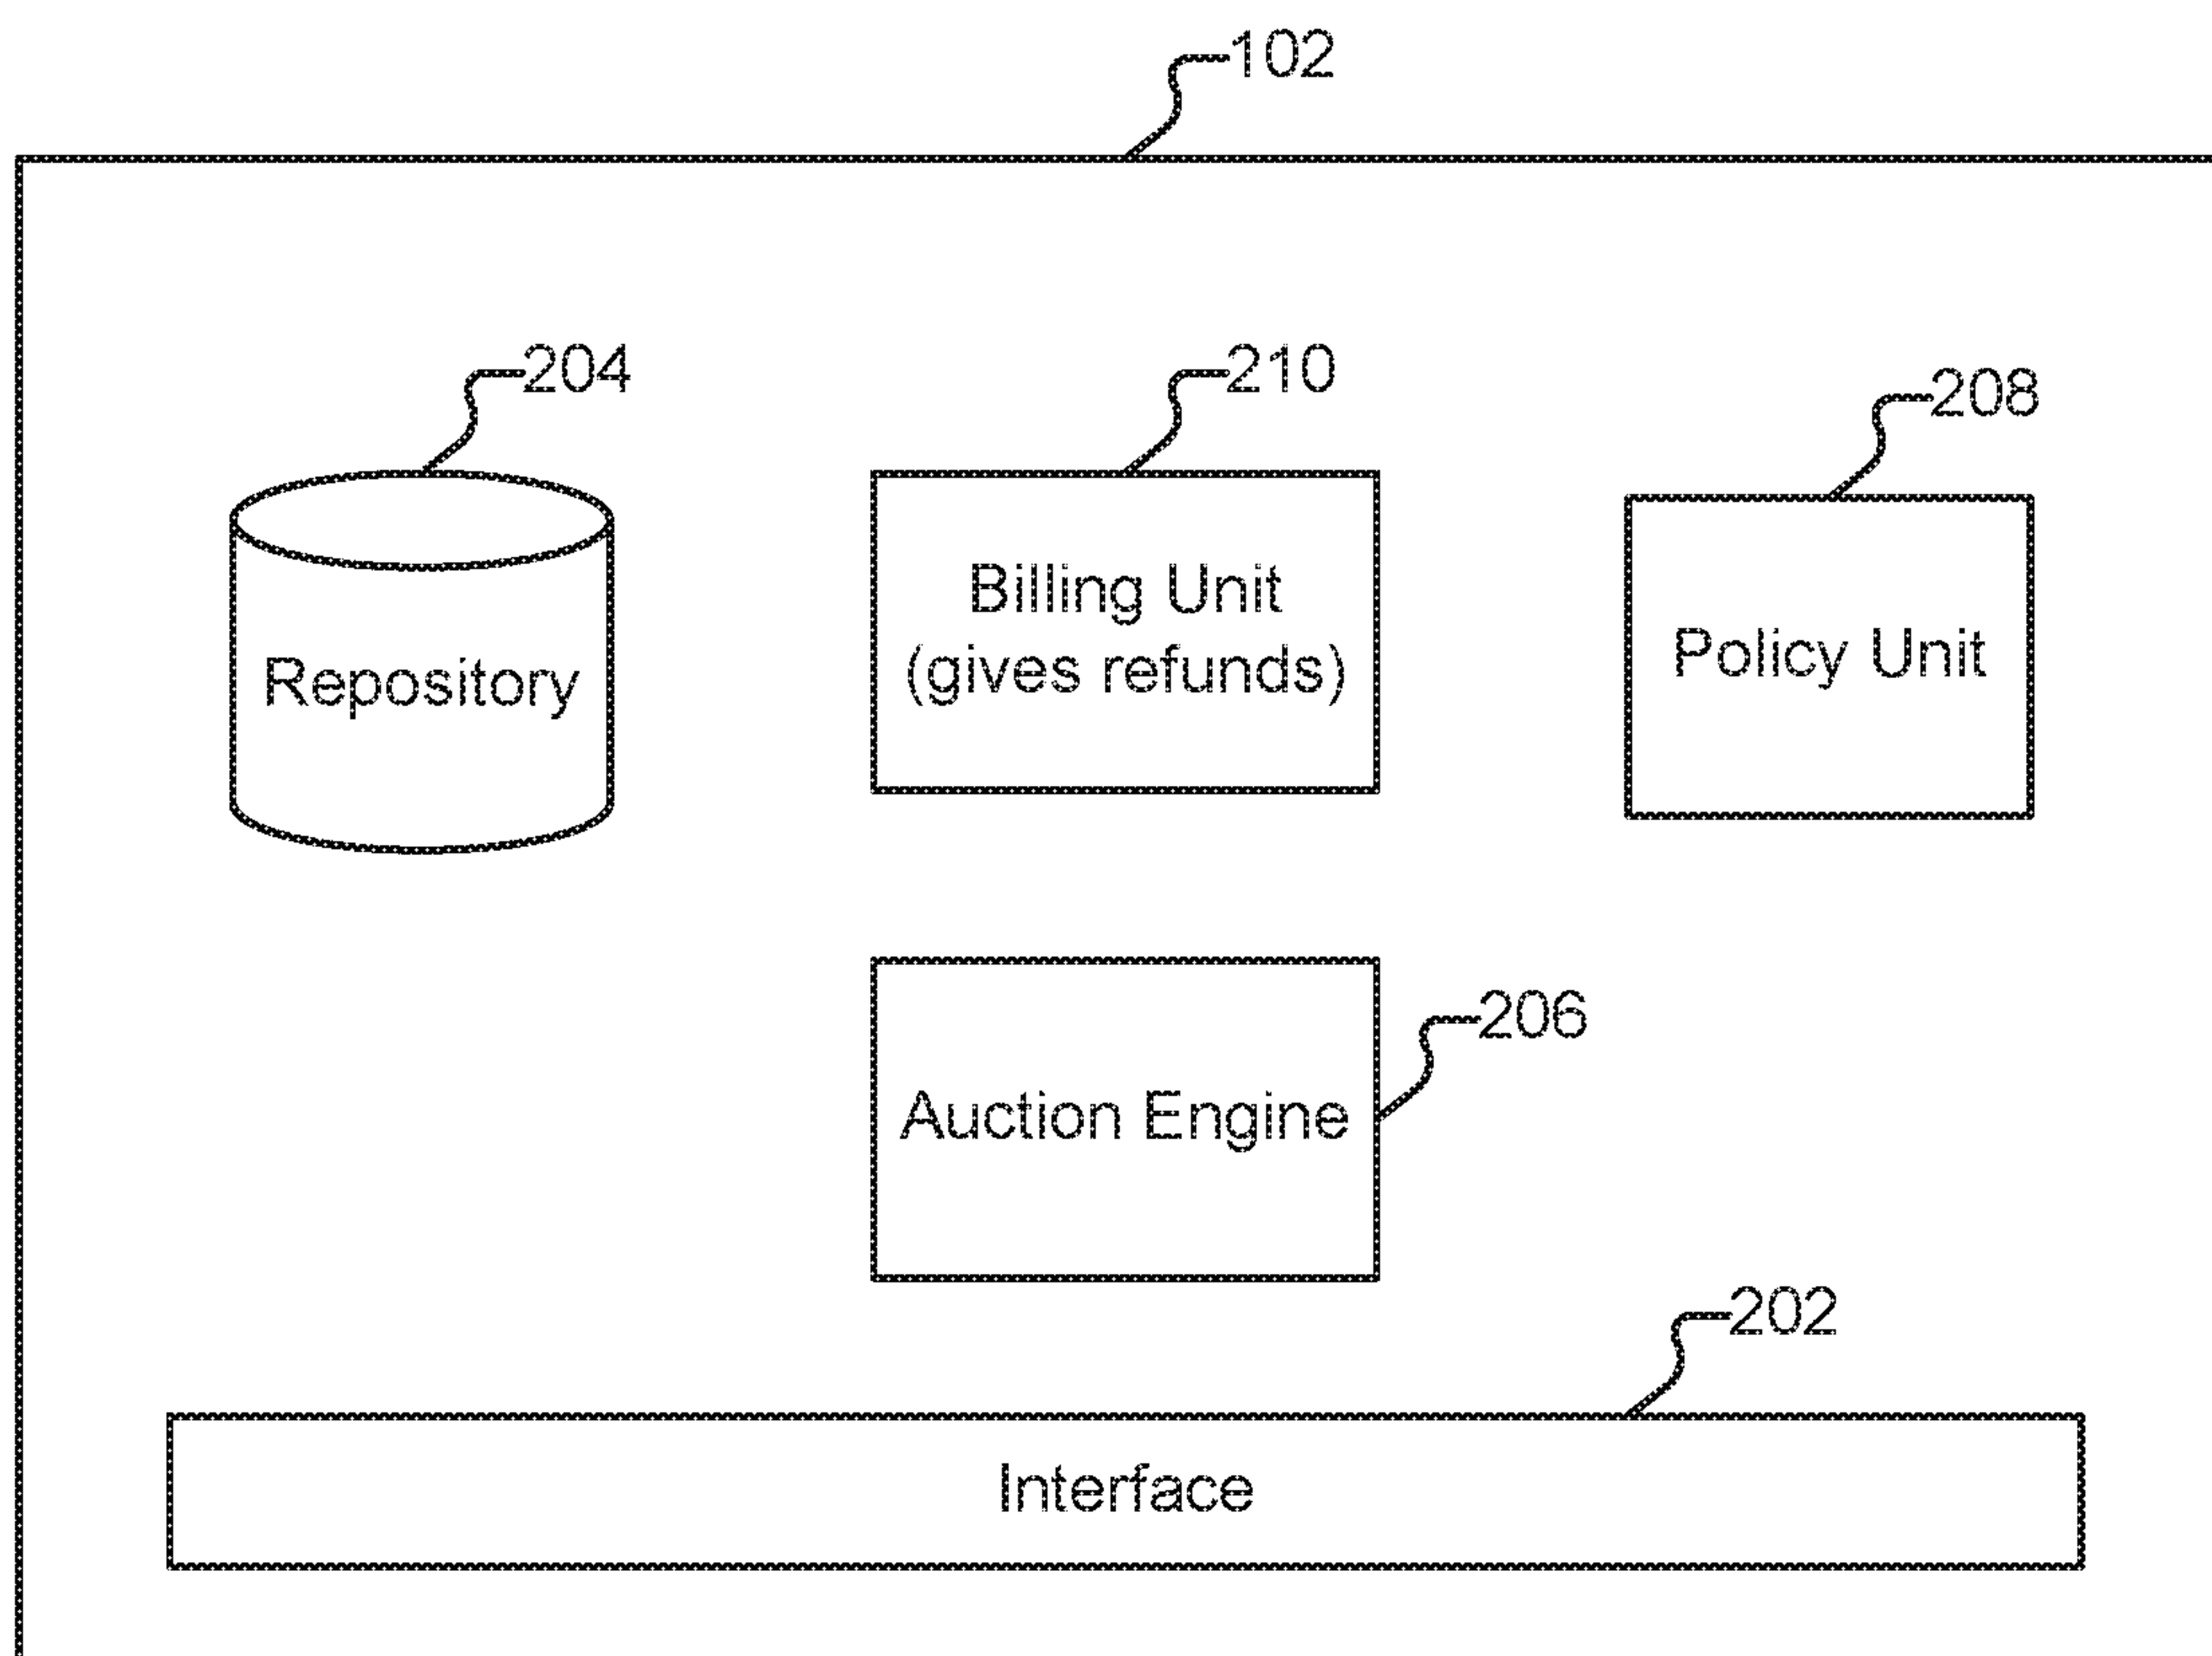 102
204
210
208
Repository
Billing Unit
(gives refunds)
Policy Unit
206
Auction Engine
202
Interface